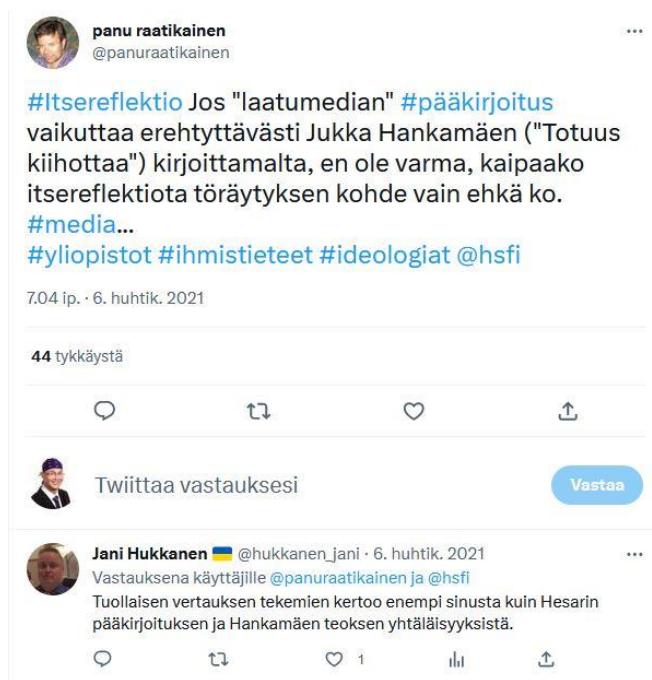 panu raatikainen
@panuraatikainen
#Itsereflektio Jos "laatumedian" #pääkirjoitus
vaikuttaa erehtyttävästi Jukka Hankamäen ("Totuus
kiihottaa") kirjoittamalta, en ole varma, kaipaako
itsereflektiota töräytyksen kohde vain ehkä ko.
#media...
#yliopistot #ihmistieteet #ideologiat @hsfi
7.04 ip. · 6. huhtik. 2021
44 tykkäystä
Twiittaa vastauksesi
Vastaa
Jani Hukkanen 🇺🇦 @hukkanen_jani · 6. huhtik. 2021
Vastauksena käyttäjille @panuraatikainen ja @hsfi
Tuollaisen vertauksen tekemien kertoo enempi sinusta kuin Hesarin
pääkirjoituksen ja Hankamäen teoksen yhtäläisyyksistä.
1